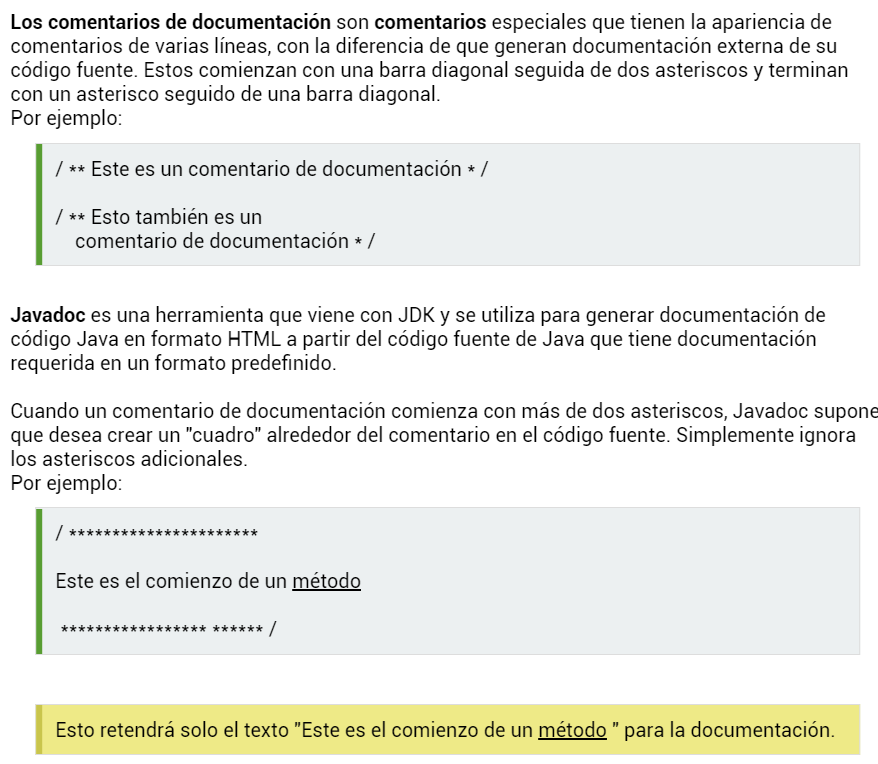 Los comentarios de documentación son comentarios especiales que tienen la apariencia de
comentarios de varias líneas, con la diferencia de que generan documentación externa de su
código fuente. Estos comienzan con una barra diagonal seguida de dos asteriscos y terminan
con un asterisco seguido de una barra diagonal.
Por ejemplo:
/ ** Este es un comentario de documentación * /
/ ** Esto también es un
comentario de documentación * /
Javadoc es una herramienta que viene con JDK y se utiliza para generar documentación de
código Java en formato HTML a partir del código fuente de Java que tiene documentación
requerida en un formato predefinido.
Cuando un comentario de documentación comienza con más de dos asteriscos, Javadoc supone
que desea crear un "cuadro" alrededor del comentario en el código fuente. Simplemente ignora
los asteriscos adicionales.
Por ejemplo:
/ **********************
Este es el comienzo de un método
***************** ****** /
Esto retendrá solo el texto "Este es el comienzo de un método " para la documentación.